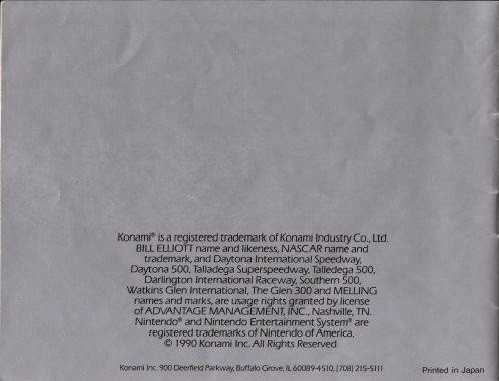 Konami® is a registered trademark of Konami Industry Co., Ltd.
BILL ELLIOTT name and likeness, NASCAR name and
trademark, and Daytona International Speedway,
Daytona 500, Talladega Superspeedway, Talledega 500,
Darlington International Raceway, Southern 500,
Watkins Glen International, The Glen 300 and MELLING
names and marks, are usage rights granted by license
of ADVANTAGE MANAGEMENT, INC., Nashville, TN.
Nintendo® and Nintendo Entertainment System® are
registered trademarks of Nintendo of America.
© 1990 Konami Inc. All Rights Reserved.
Konami Inc. 900 Deerfield Parkway, Buffalo Grove, IL 60089-4510, (708) 215-5111
Printed in Japan